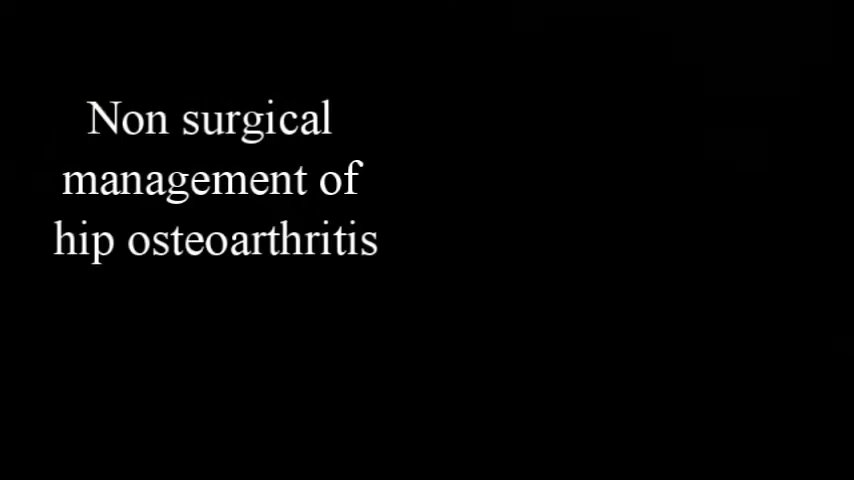 Non surgical
management of
hip osteoarthritis